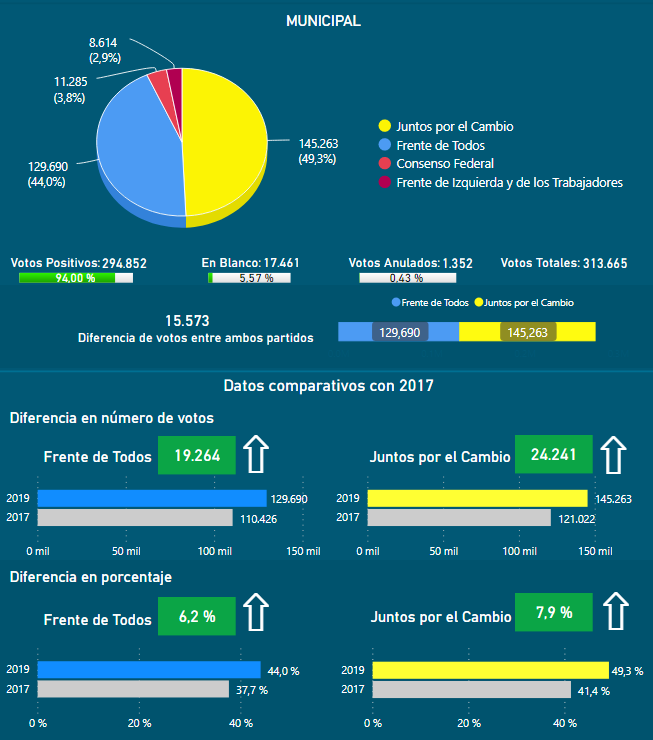 MUNICIPAL
8.614
(2,9%)
11.285
(3,8%)
129.690
(44,0%)
145.263
(49,3%)
Juntos por el Cambio
Frente de Todos
Consenso Federal
Frente de Izquierda y de los Trabajadores
Votos Positivos: 294.852
94,00 %
En Blanco: 17.461
5,57 %
Votos Anulados: 1.352
0,43 %
Votos Totales: 313.665
15.573
Diferencia de votos entre ambos partidos
Frente de Todos Juntos por el Cambio
129,690 145,263
Datos comparativos con 2017
Diferencia en número de votos
Frente de Todos 19.264
2019 129.690
2017 110.426
0 mil 50 mil 100 mil 150 mil
Juntos por el Cambio 24.241
2019 145.263
2017 121.022
0 mil 50 mil 100 mil 150 mil
Diferencia en porcentaje
Frente de Todos 6,2 %
2019 44,0 %
2017 37,7 %
0 % 20 % 40 %
Juntos por el Cambio 7,9 %
2019 49,3 %
2017 41,4 %
0 % 20 % 40 %